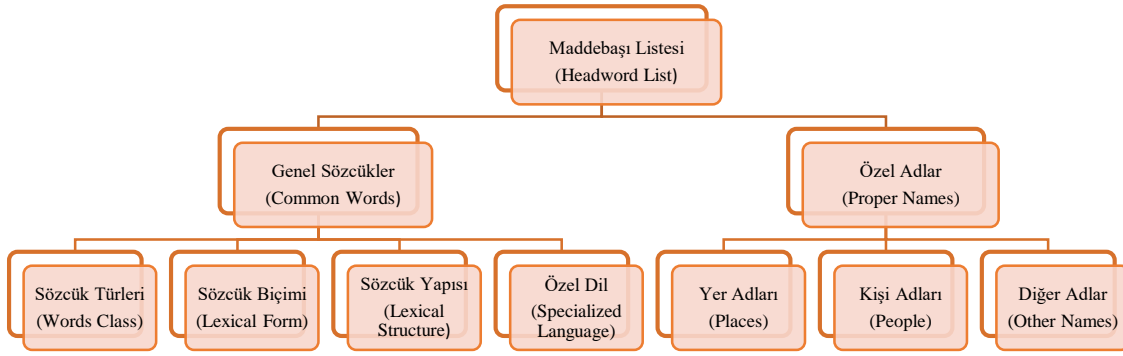 Maddebaşı Listesi
(Headword List)
Genel Sözcükler
(Common Words)
Özel Adlar
(Proper Names)
Sözcük Türleri
(Words Class)
Sözcük Biçimi
(Lexical Form)
Sözcük Yapısı
(Lexical
Structure)
Özel Dil
(Specialized
Language)
Yer Adları
(Places)
Kişi Adları
(People)
Diğer Adlar
(Other Names)